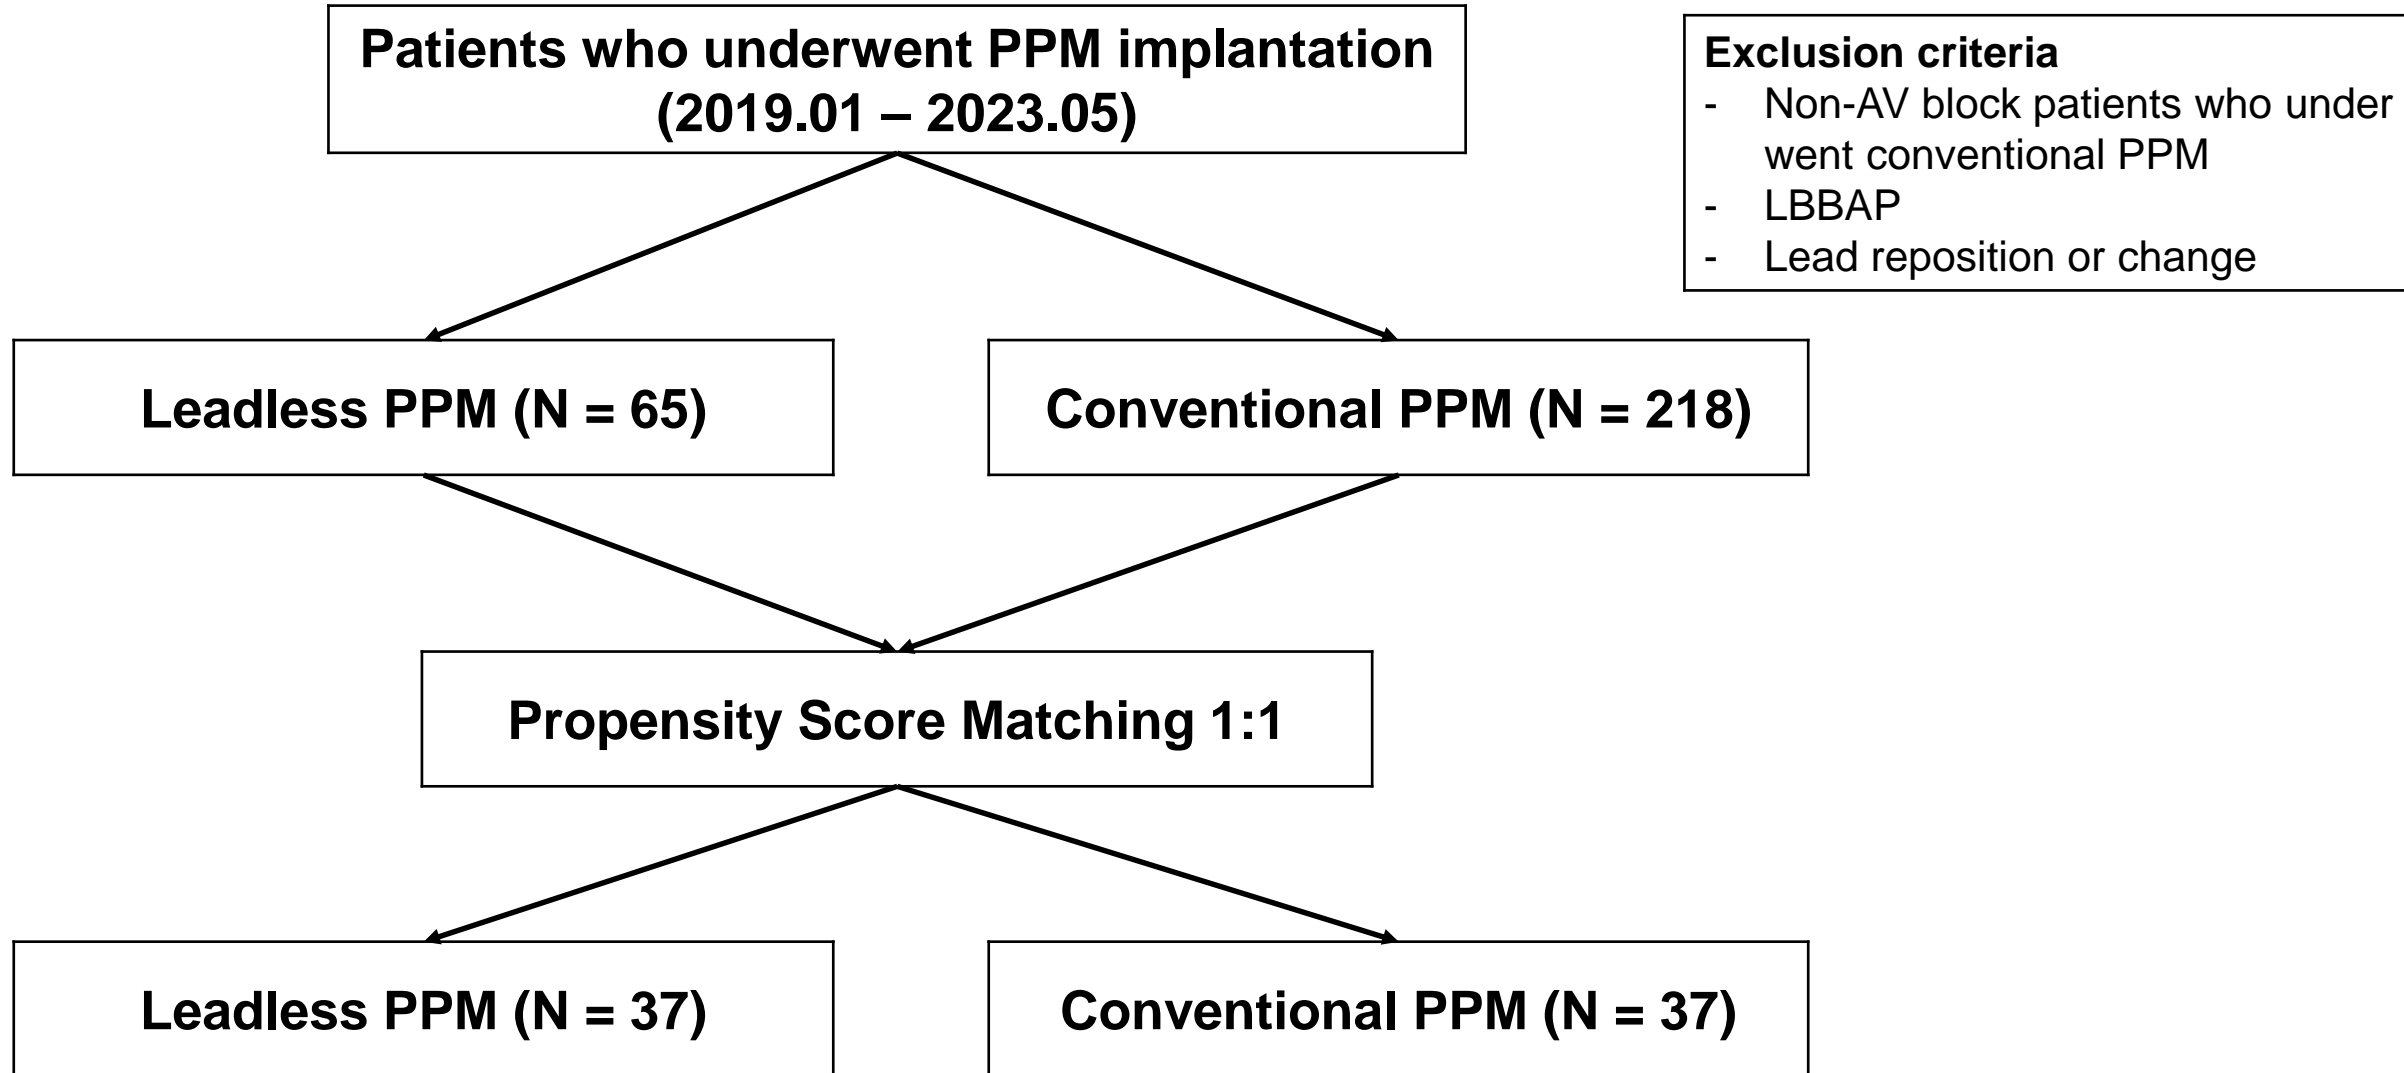 Patients who underwent PPM implantation
(2019.01 – 2023.05)
Exclusion criteria
- Non-AV block patients who under
went conventional PPM
- LBBAP
- Lead reposition or change
Leadless PPM (N = 65)
Conventional PPM (N = 218)
Propensity Score Matching 1:1
Leadless PPM (N = 37)
Conventional PPM (N = 37)